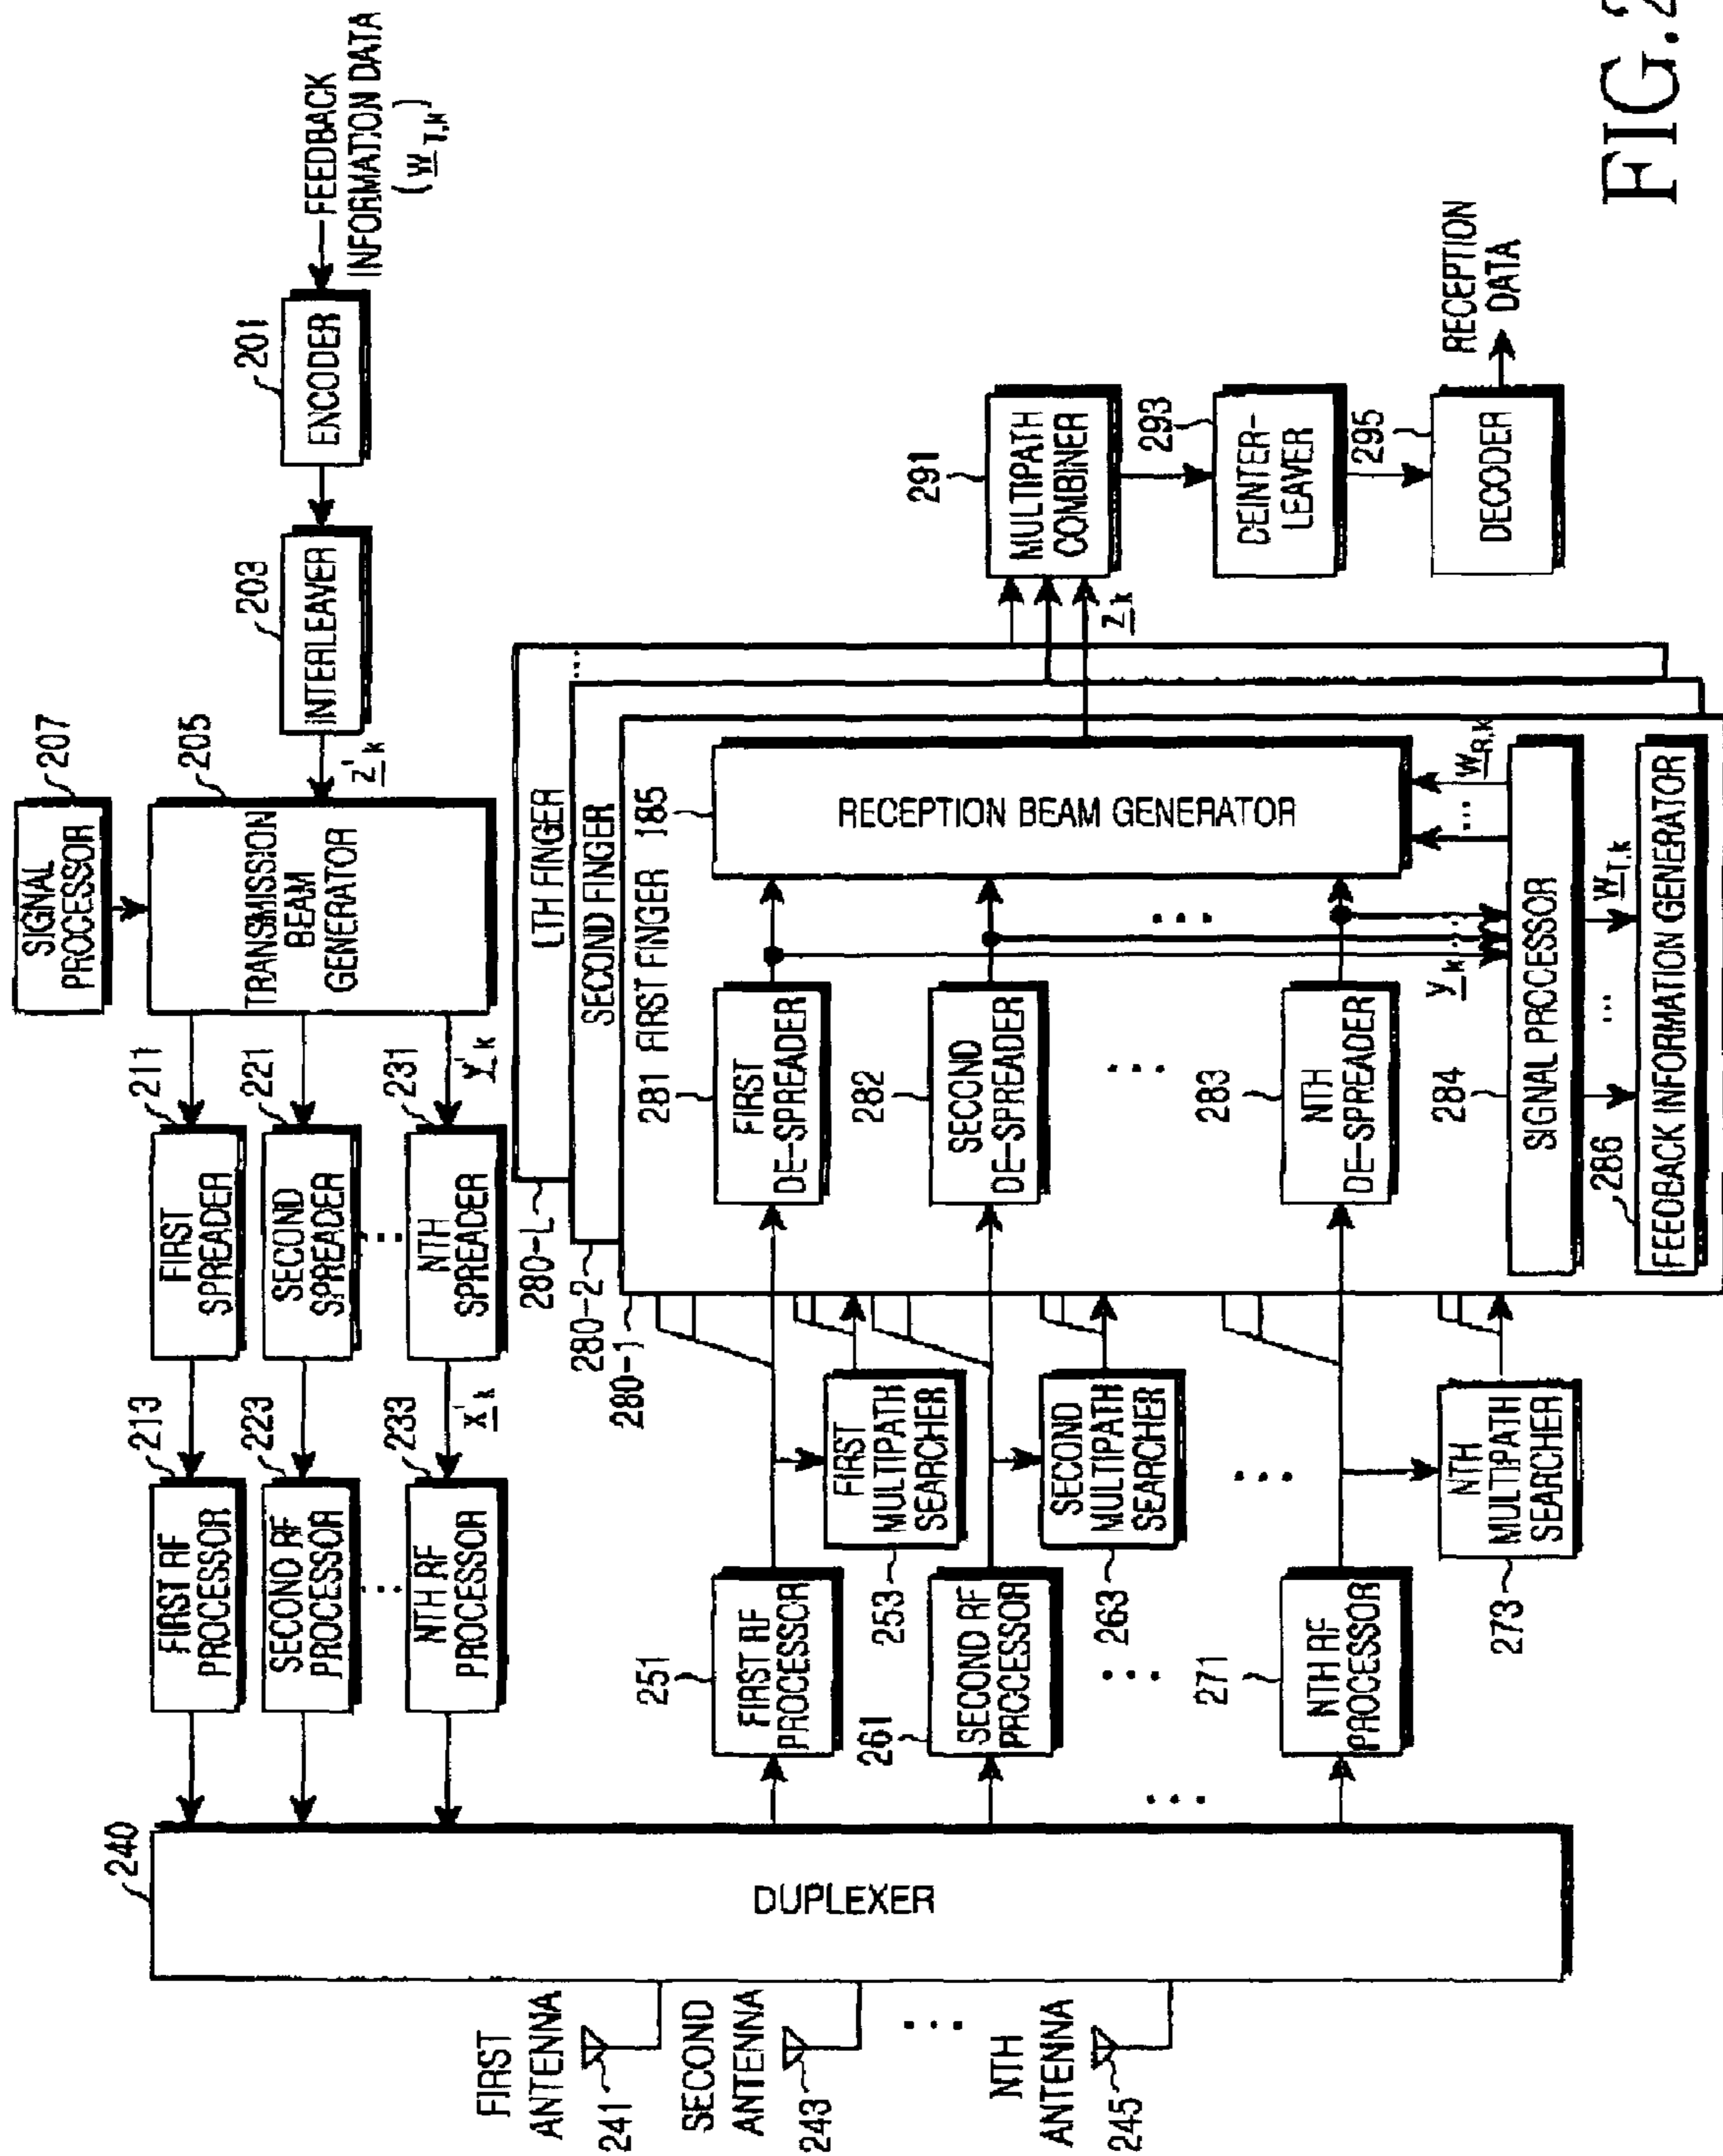 FEEDBACK
INFORMATION DATA
(W T,k)
201
ENCODER
203
INTERLEAVER
z'_k
207
SIGNAL
PROCESSOR
205
TRANSMISSION
BEAM
GENERATOR
211
FIRST
SPREADER
221
SECOND
SPREADER
...
231
y'_k
NTH
SPREADER
213
FIRST RF
PROCESSOR
223
SECOND RF
PROCESSOR
...
233
x'_k
NTH RF
PROCESSOR
240
DUPLEXER
FIRST
ANTENNA
241
SECOND
ANTENNA
243
...
NTH
ANTENNA
245
251
FIRST RF
PROCESSOR
261
SECOND RF
PROCESSOR
...
271
NTH RF
PROCESSOR
...
FIRST
MULTIPATH
SEARCHER
253
SECOND
MULTIPATH
SEARCHER
263
...
NTH
MULTIPATH
SEARCHER
273
280-L
LTH FINGER
...
280-2
SECOND FINGER
280-1
FIRST FINGER
281
FIRST
DE-SPREADER
282
SECOND
DE-SPREADER
...
283
NTH
DE-SPREADER
...
185
RECEPTION BEAM GENERATOR
y_k
...
W R,k
...
284
SIGNAL PROCESSOR
W T,k
...
286
FEEDBACK INFORMATION GENERATOR
z_k
291
MULTIPATH
COMBINER
293
DEINTER-
LEAVER
295
DECODER
RECEPTION
DATA
FIG.2